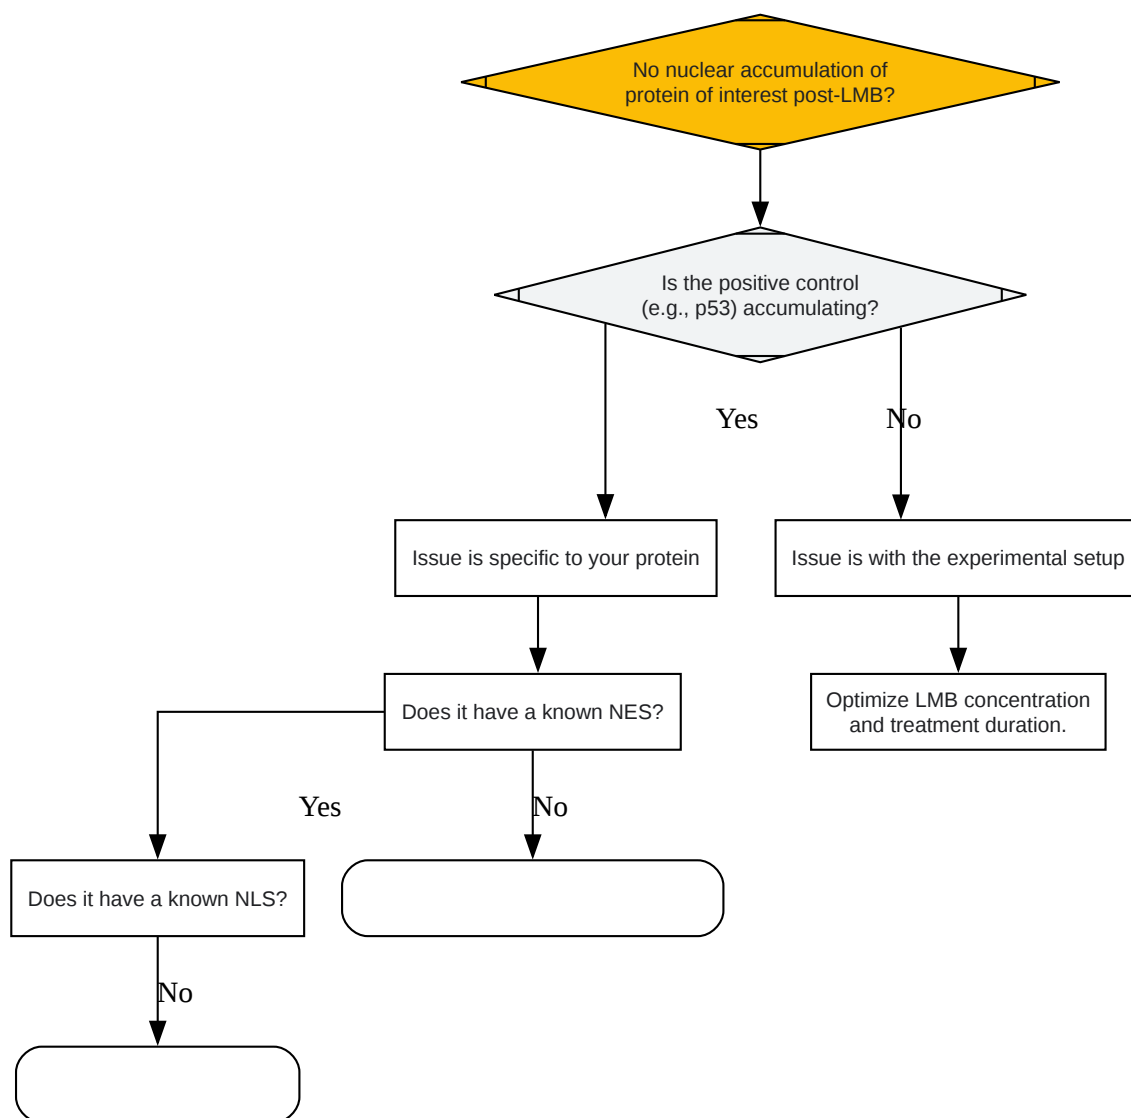 No nuclear accumulation of
protein of interest post-LMB?
Is the positive control
(e.g., p53) accumulating?
Yes
No
Issue is specific to your protein
Issue is with the experimental setup
Does it have a known NES?
Optimize LMB concentration
and treatment duration.
Yes
No
Does it have a known NLS?
No